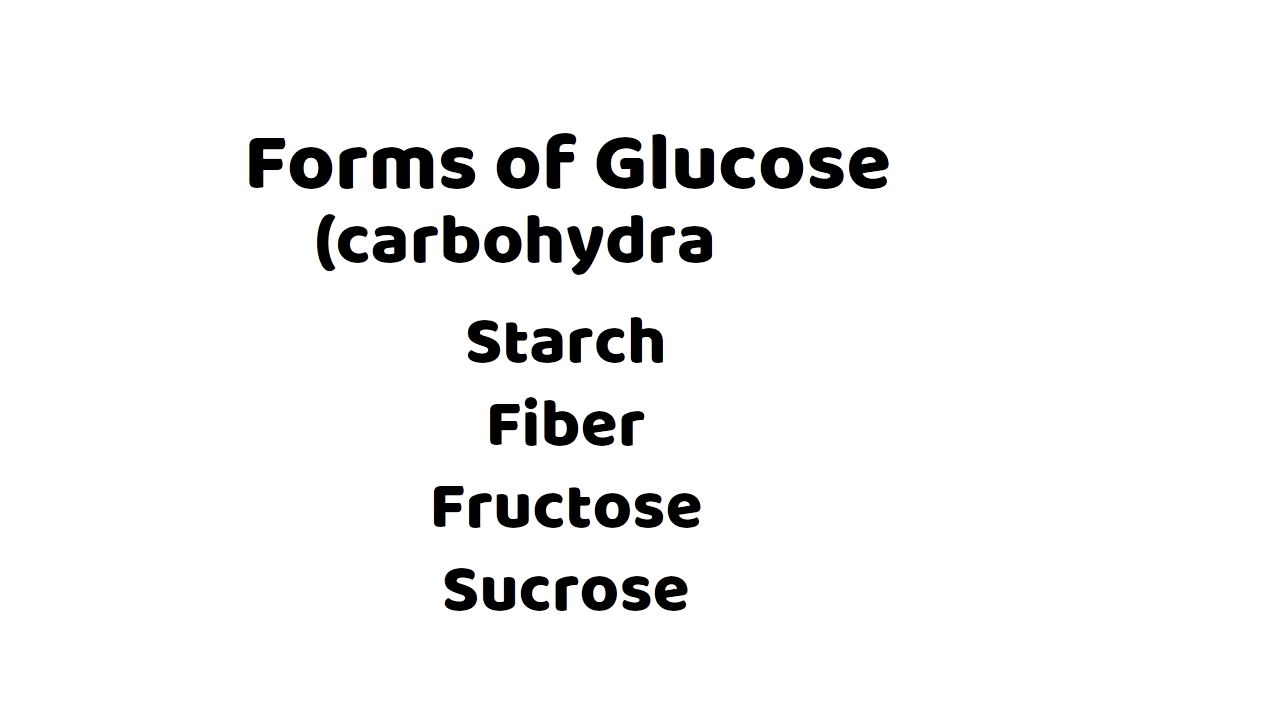 Forms of Glucose
(carbohydra
Starch
Fiber
Fructose
Sucrose